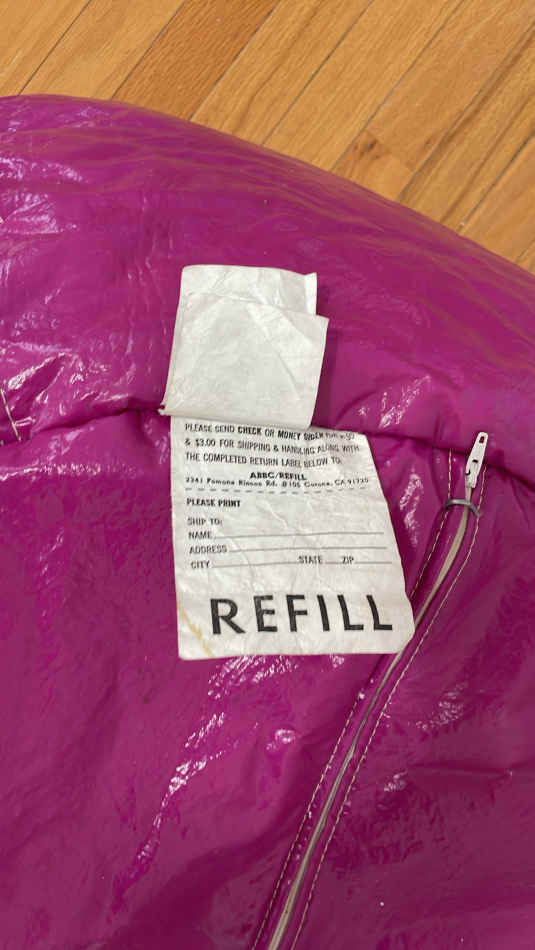 PLEASE SEND CHECK OR MONEY ORDER FOR
& $3.00 FOR SHIPPING & HANDLING ALONG WITH
THE COMPLETED RETURN LABEL BELOW TO:
ABBC/REFILL
2241 Pomona Rincon Rd. #106 Corona, CA 91720
PLEASE PRINT
SHIP TO:
NAME
ADDRESS
CITY STATE ZIP
REFILL